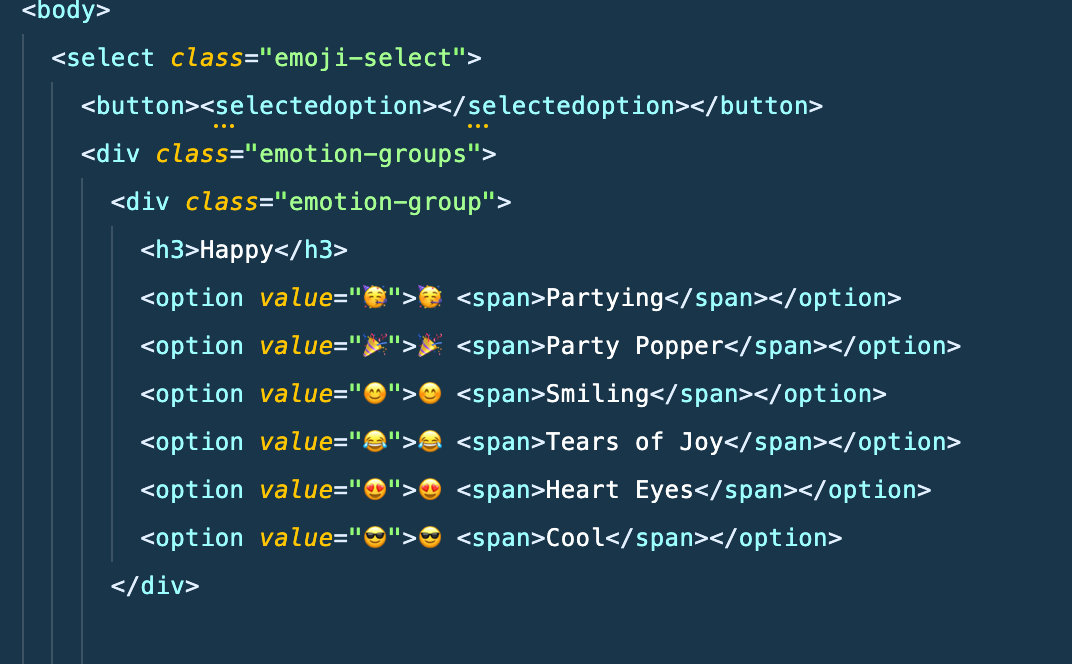 <body>
<select class="emoji-select">
<button><selectedoption></selectedoption></button>
<div class="emotion-groups">
<div class="emotion-group">
<h3>Happy</h3>
<option value="🥳">🥳 <span>Partying</span></option>
<option value="🎉">🎉 <span>Party Popper</span></option>
<option value="😊">😊 <span>Smiling</span></option>
<option value="😂">😂 <span>Tears of Joy</span></option>
<option value="😍">😍 <span>Heart Eyes</span></option>
<option value="😎">😎 <span>Cool</span></option>
</div>